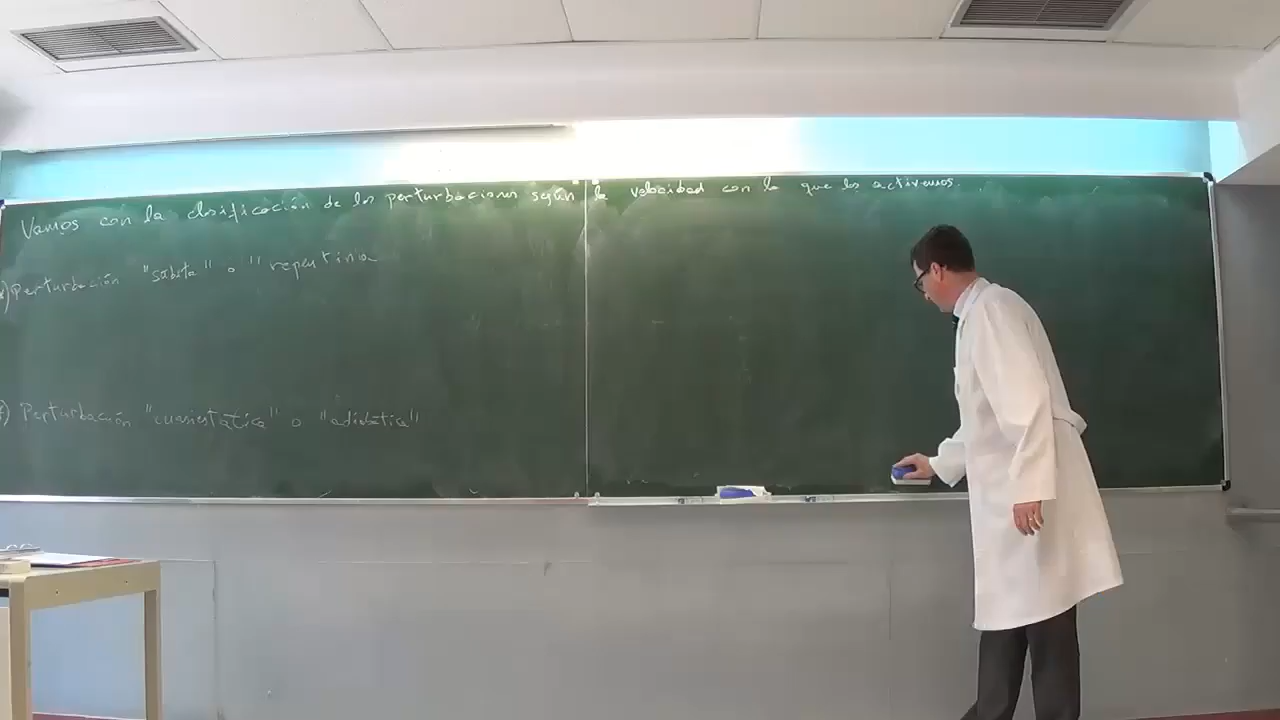 Vamos con la clasificación de las perturbaciones según la velocidad con la que las activemos.
Perturbación "súbita" o "repentina
Perturbación "cuasiestática" o "adiabática"